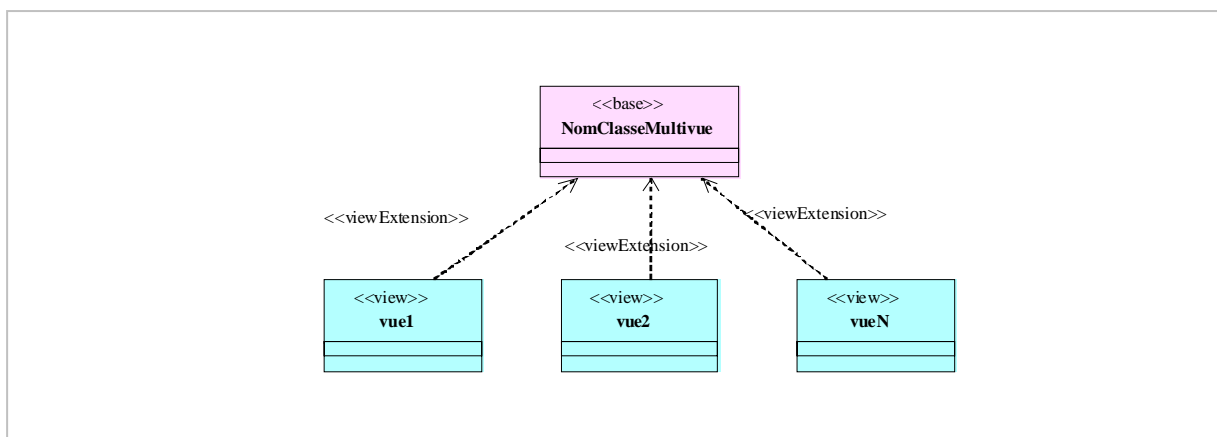 <<base>>
NomClasseMultivue
<<viewExtension>>
<<viewExtension>>
<<viewExtension>>
<<view>>
vue1
<<view>>
vue2
<<view>>
vueN